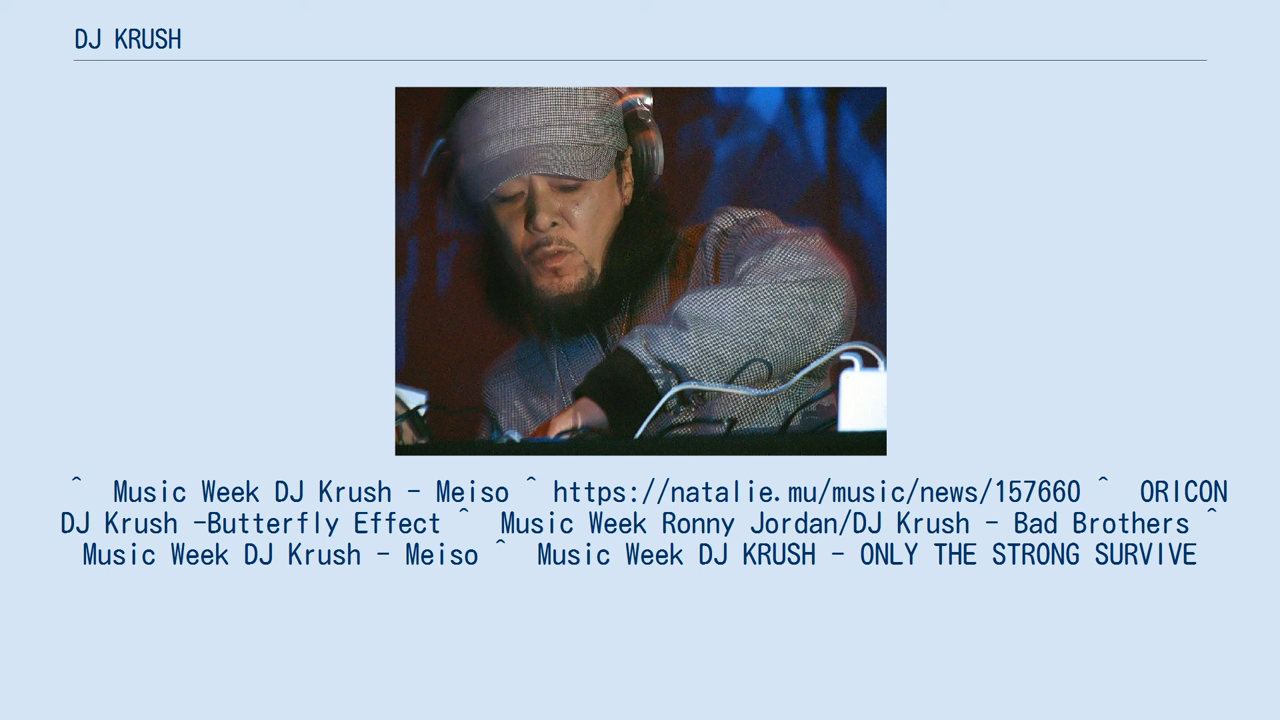 DJ KRUSH
^ Music Week DJ Krush - Meiso ^ https://natalie.mu/music/news/157660 ^ ORICON
DJ Krush -Butterfly Effect ^ Music Week Ronny Jordan/DJ Krush - Bad Brothers ^
Music Week DJ Krush - Meiso ^ Music Week DJ KRUSH - ONLY THE STRONG SURVIVE